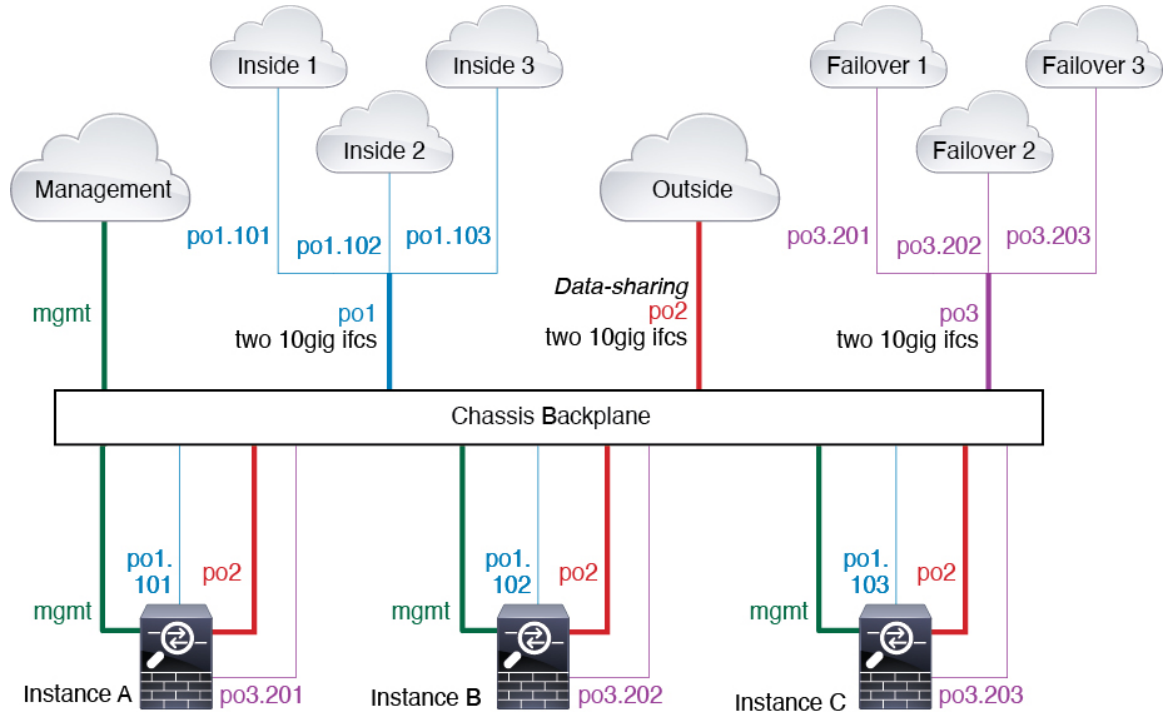 Inside 1
Inside 3
Failover 1
Failover 3
Inside 2
Failover 2
Management
Outside
po1.101
po1.102
po1.103
po3.201
po3.202
po3.203
mgmt
po1
two 10gig ifcs
Data-sharing
po2
two 10gig ifcs
po3
two 10gig ifcs
Chassis Backplane
po1.
101
po2
mgmt
Instance A
po3.201
po1.
102
po2
mgmt
Instance B
po3.202
po1.
103
po2
mgmt
Instance C
po3.203